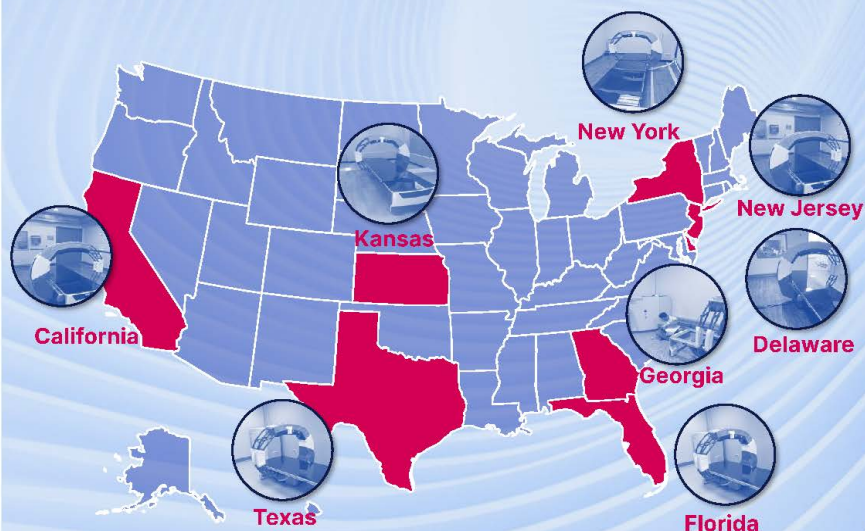 New York
New Jersey
Kansas
California
Delaware
Georgia
Texas
Florida